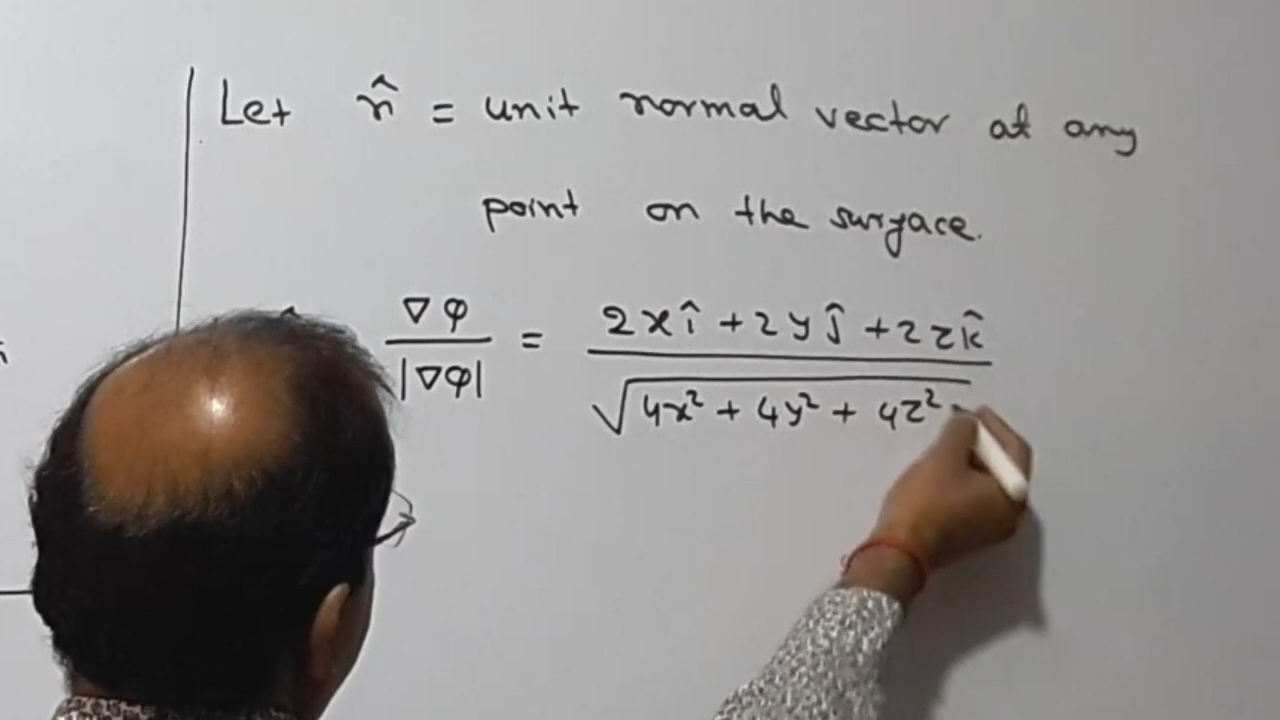 Let n̂ = unit normal vector at any
point on the surface.
∇φ / |∇φ| = 2xî + 2yĵ + 2zk̂ / √4x² + 4y² + 4z²